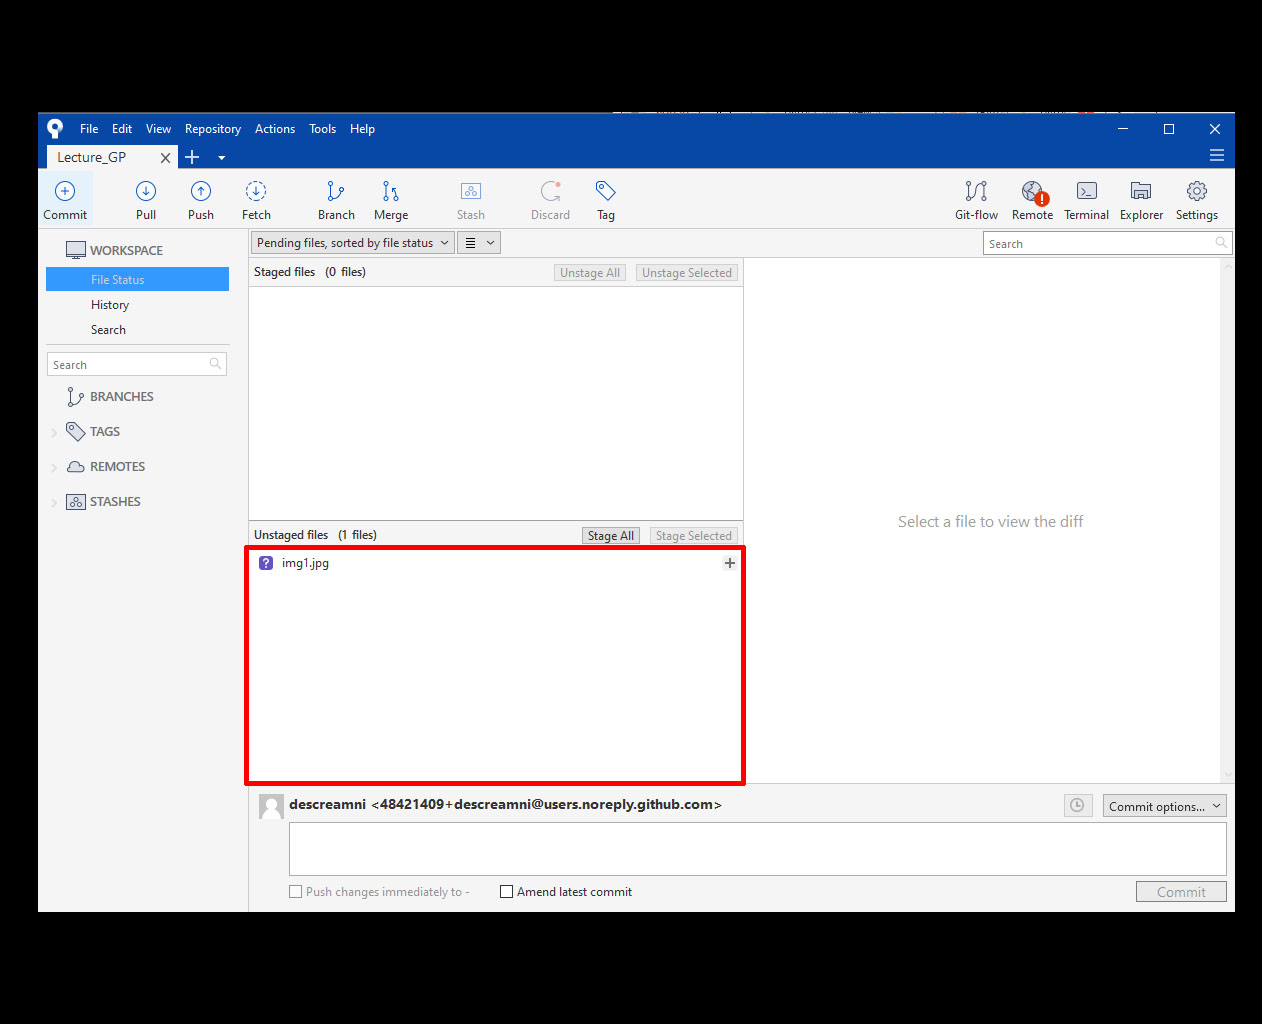 File Edit View Repository Actions Tools Help
Lecture_GP
Commit Pull Push Fetch Branch Merge Stash Discard Tag Git-flow Remote Terminal Explorer Settings
WORKSPACE
File Status
History
Search
Search
BRANCHES
TAGS
REMOTES
STASHES
Pending files, sorted by file status
Search
Staged files (0 files) Unstage All Unstage Selected
Unstaged files (1 files) Stage All Stage Selected
img1.jpg
Select a file to view the diff
descreamni <48421409+descreamni@users.noreply.github.com> Commit options...
Push changes immediately to - Amend latest commit Commit